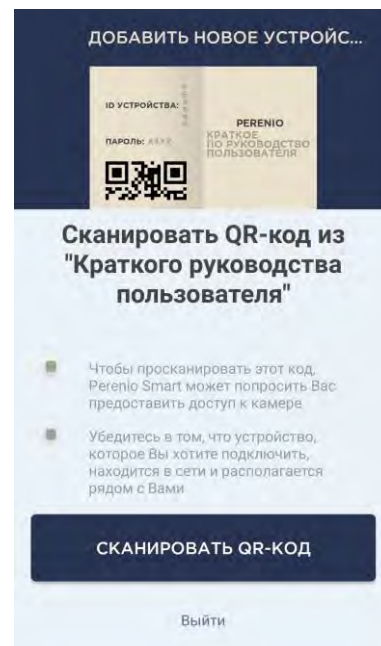 ДОБАВИТЬ НОВОЕ УСТРОЙС...
ID УСТРОЙСТВА:
ПАРОЛЬ:
PERENIO
КРАТКОЕ
ПО РУКОВОДСТВО
ПОЛЬЗОВАТЕЛЯ
Сканировать QR-код из
"Краткого руководства
пользователя"
Чтобы просканировать этот код,
Perenio Smart может попросить Вас
предоставить доступ к камере
Убедитесь в том, что устройство,
которое Вы хотите подключить,
находится в сети и располагается
рядом с Вами
СКАНИРОВАТЬ QR-КОД
Выйти